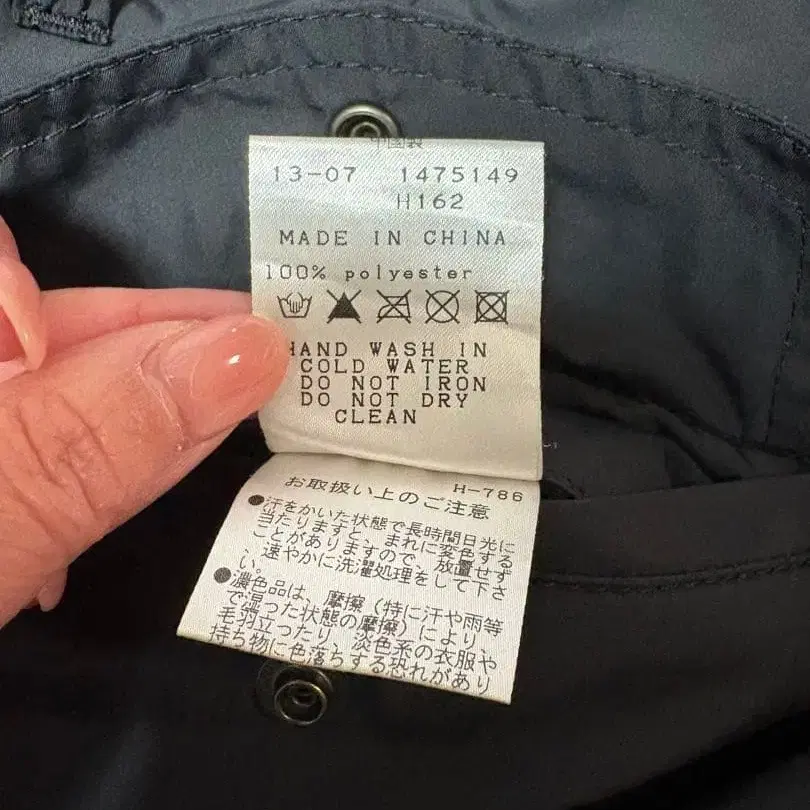 中国製
13-07 1475149
H162
MADE IN CHINA
100% polyester
HAND WASH IN
COLD WATER
DO NOT IRON
DO NOT DRY
CLEAN
H-786
お取扱い上のご注意
●汗をかいた状態で長時間日光に
当たりますと、まれに変色する
ことがありますので、放置せず
、速やかに洗濯処理をして下さ
い。
●濃色品は、摩擦（特に汗や雨等
で湿った状態の摩擦）により、
毛羽立ったり、淡色系の衣服や
持ち物に色落ちする恐れがあり